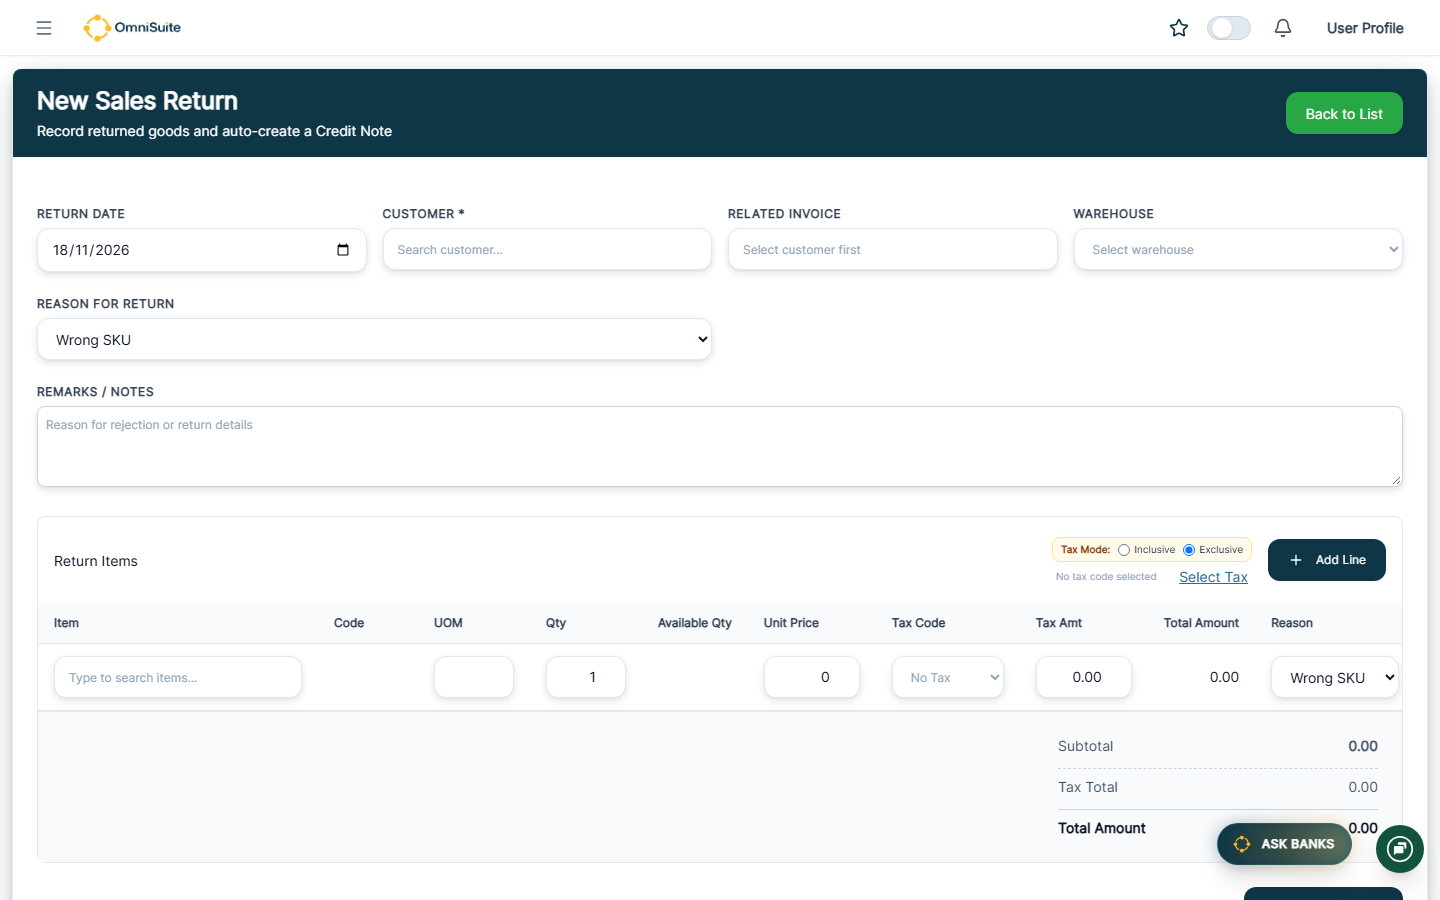 OmniSuite
User Profile
New Sales Return
Record returned goods and auto-create a Credit Note
Back to List
RETURN DATE
CUSTOMER *
RELATED INVOICE
WAREHOUSE
18/11/2026
Search customer...
Select customer first
Select warehouse
REASON FOR RETURN
Wrong SKU
REMARKS / NOTES
Reason for rejection or return details
Return Items
Tax Mode: Inclusive Exclusive
No tax code selected Select Tax
Add Line
Item Code UOM Qty Available Qty Unit Price Tax Code Tax Amt Total Amount Reason
Type to search items... 1 0 No Tax 0.00 0.00 Wrong SKU
Subtotal 0.00
Tax Total 0.00
Total Amount 0.00
ASK BANKS